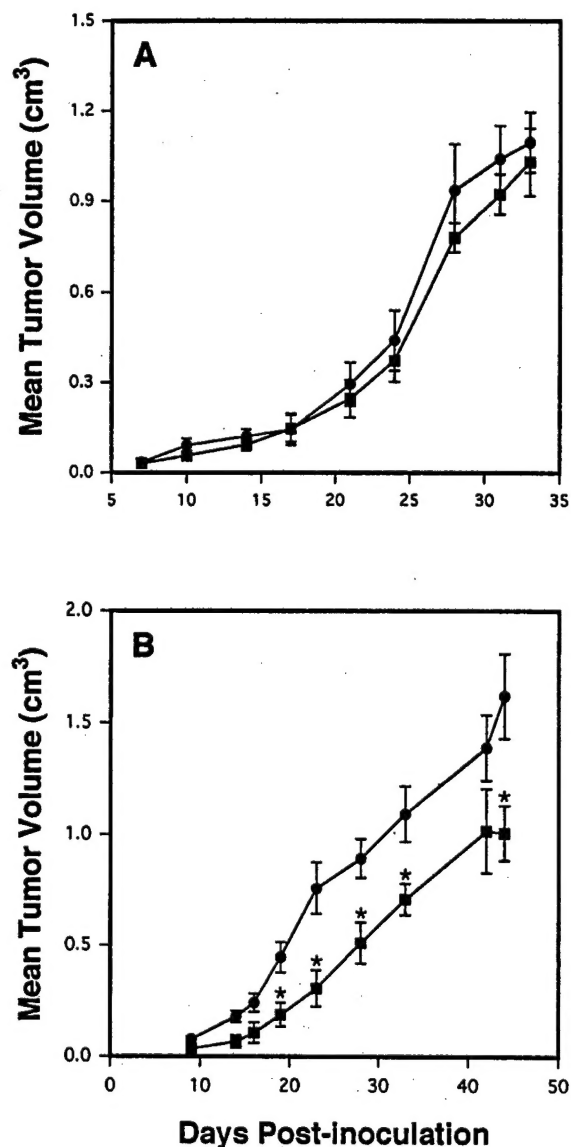 A
Mean Tumor Volume (cm³)
1.5
1.2
0.9
0.6
0.3
0.0
5 10 15 20 25 30 35
B
Mean Tumor Volume (cm³)
2.0
1.5
1.0
0.5
0.0
* * * * *
0 10 20 30 40 50
Days Post-inoculation